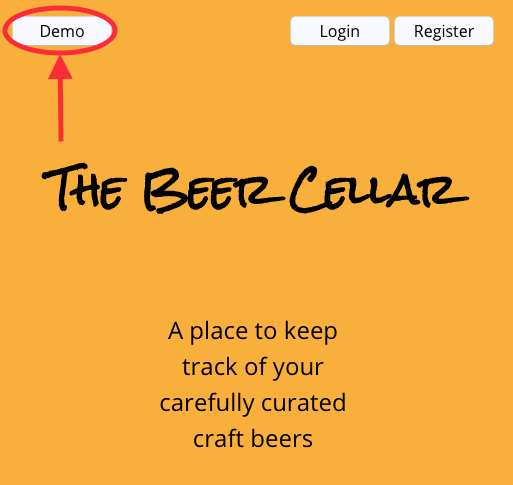 Demo
Login
Register
The Beer Cellar
A place to keep
track of your
carefully curated
craft beers